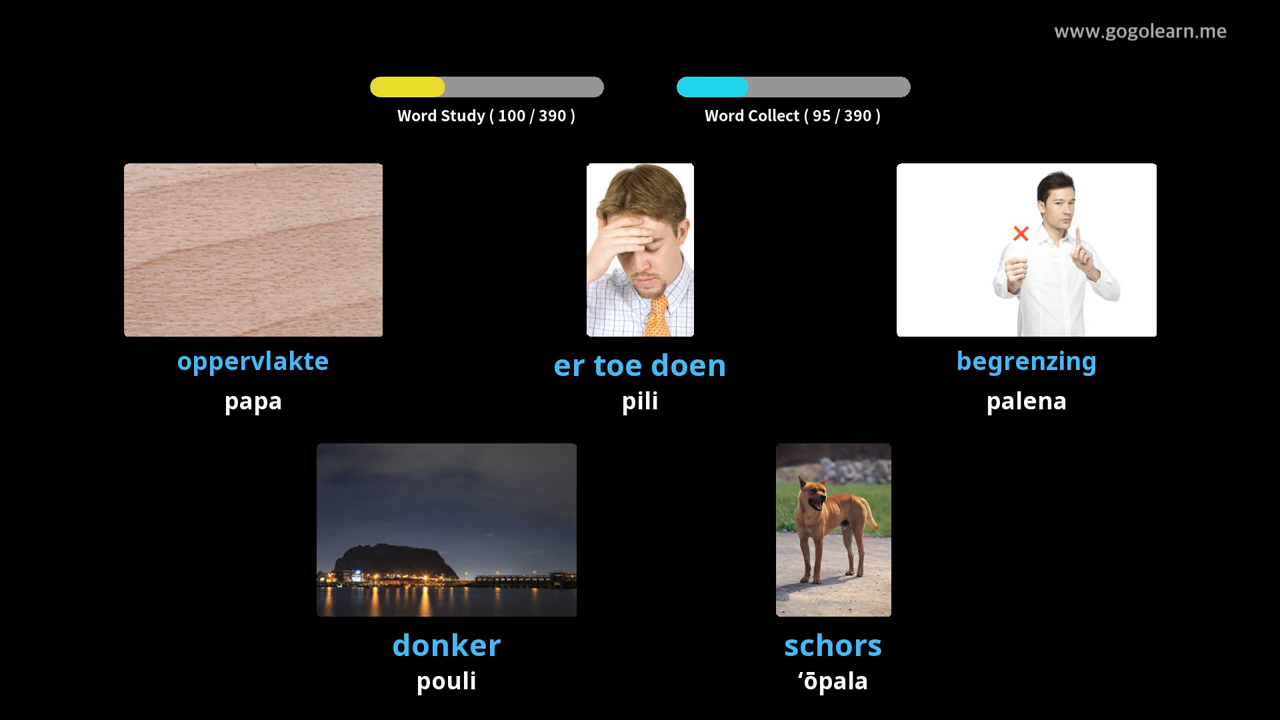 www.gogolearn.me
Word Study ( 100 / 390 )
Word Collect ( 95 / 390 )
oppervlakte
papa
er toe doen
pili
begrenzing
palena
donker
pouli
schors
ʻōpala